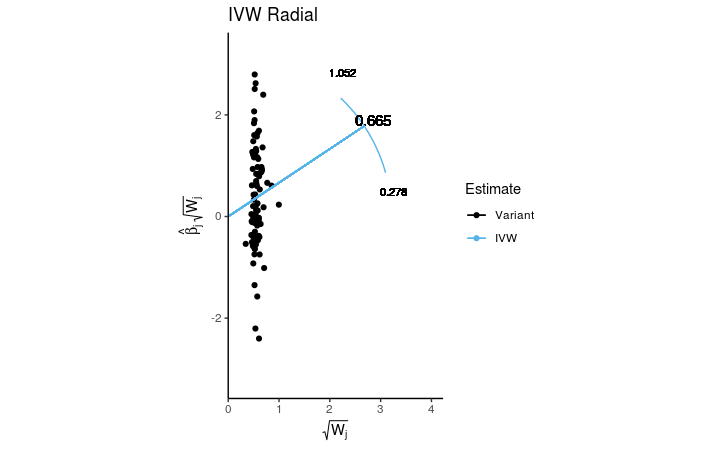 IVW Radial
1.052
0.665
0.278
2
0
-2
β̂j√Wj
0 1 2 3 4
√Wj
Estimate
Variant
IVW